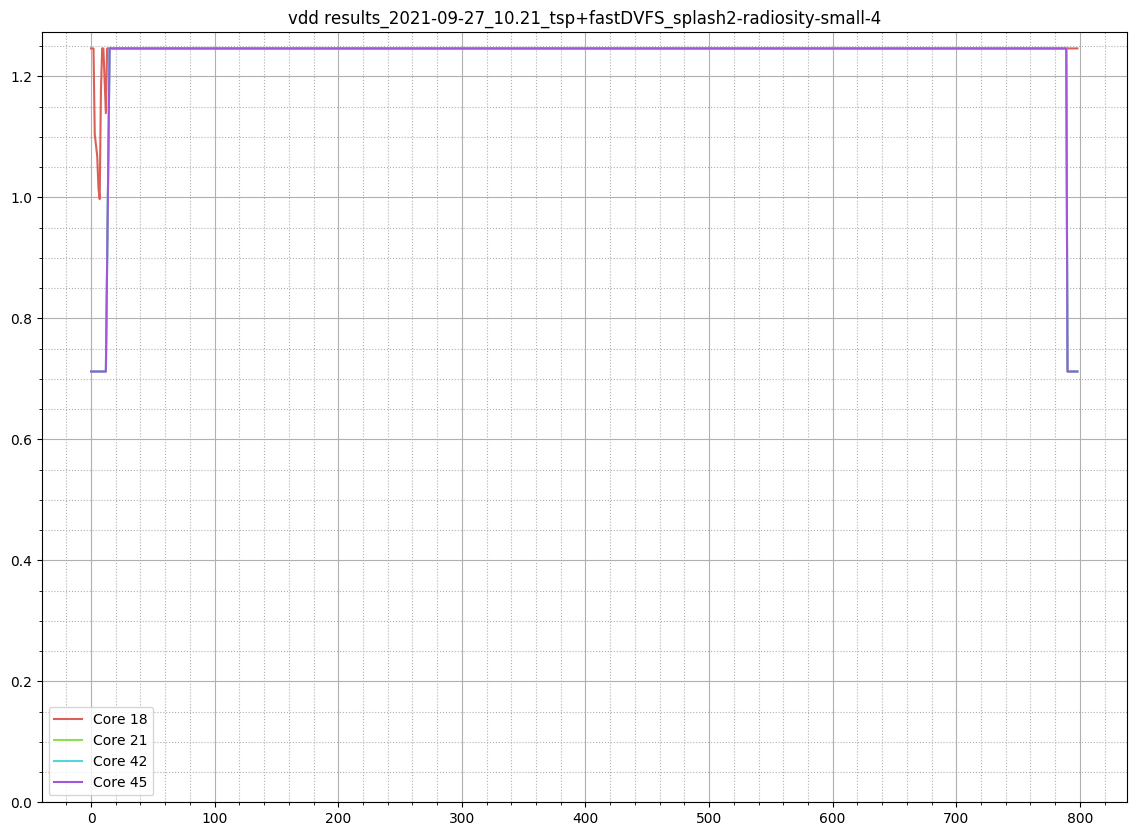 vdd results_2021-09-27_10.21_tsp+fastDVFS_splash2-radiosity-small-4
1.2
1.0
0.8
0.6
0.4
0.2
0.0
Core 18
Core 21
Core 42
Core 45
0 100 200 300 400 500 600 700 800